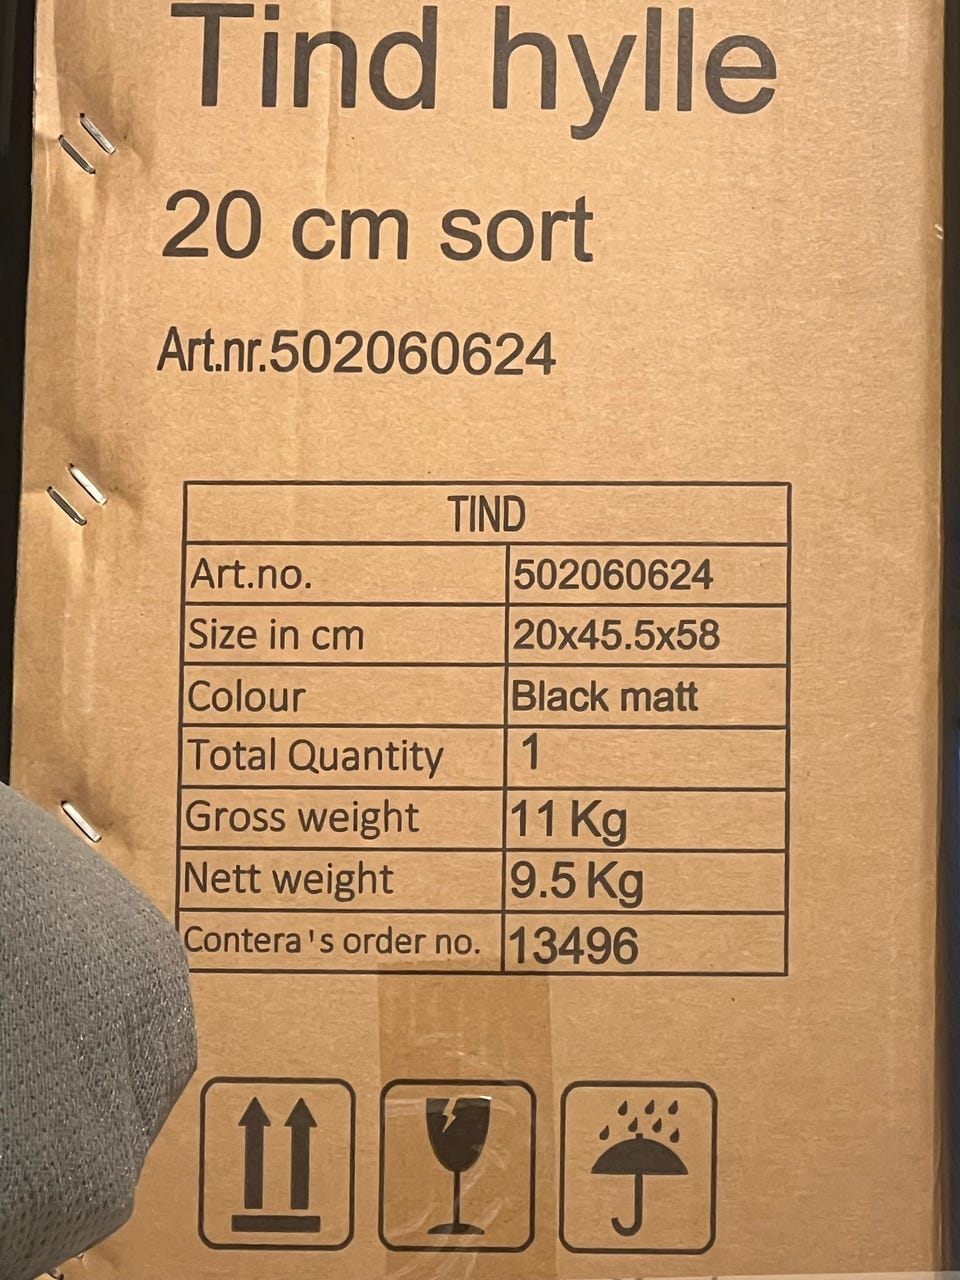 Tind hylle
20 cm sort
Art.nr.502060624
TIND
Art.no. 502060624
Size in cm 20x45.5x58
Colour Black matt
Total Quantity 1
Gross weight 11 Kg
Nett weight 9.5 Kg
Contera's order no. 13496